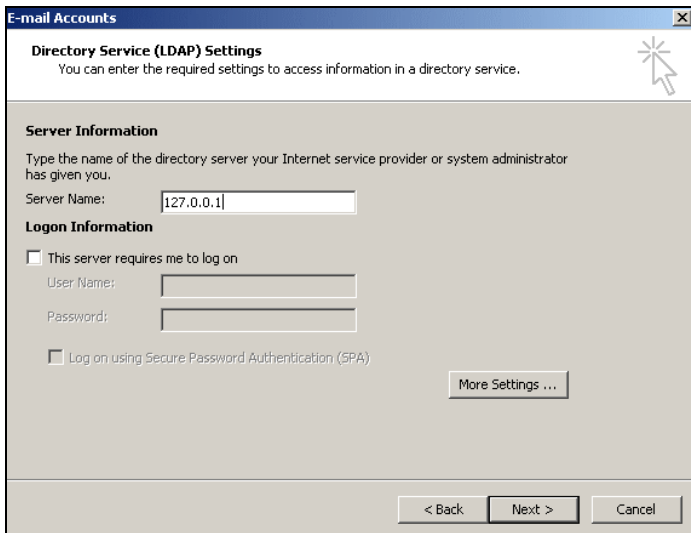 E-mail Accounts
Directory Service (LDAP) Settings
You can enter the required settings to access information in a directory service.
Server Information
Type the name of the directory server your Internet service provider or system administrator
has given you.
Server Name: 127.0.0.1
Logon Information
This server requires me to log on
User Name:
Password:
Log on using Secure Password Authentication (SPA)
More Settings ...
< Back Next > Cancel